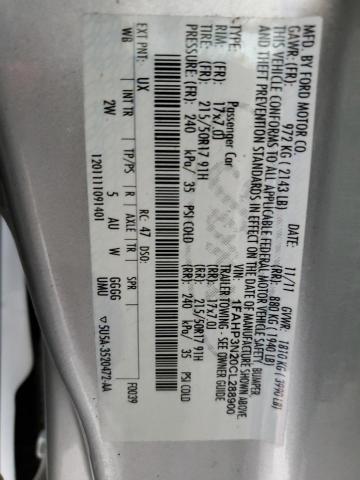 MFD. BY FORD MOTOR CO.
11/11 GVWR: 1810 KG ( 3990 LB)
GAWR: (FR) 972 KG ( 2143 LB) (RR) 880 KG ( 1940 LB)
THIS VEHICLE CONFORMS TO ALL APPLICABLE FEDERAL MOTOR VEHICLE SAFETY, BUMPER
AND THEFT PREVENTION STANDARDS IN EFFECT ON THE DATE OF MANUFACTURE SHOWN ABOVE.
VIN: 1FAHP3N20CL288900
Passenger Car TRAILER TOWING - SEE OWNER GUIDE
RIM: (FR) 17x7.0 (RR) 17x7.0
TIRE: (FR) 215/50R17 91H (RR) 215/50R17 91H
PRESSURE: (FR) 240 kPa/ 35 PSI COLD (RR) 240 kPa/ 35 PSI COLD
EXT PNT: UX RC: 47 DSO: F0039
WB INT TR TP/PS R AXLE TR SPR
2W 5 AU W GGGG UMU
1201111091401 5U5A-3520472-AA